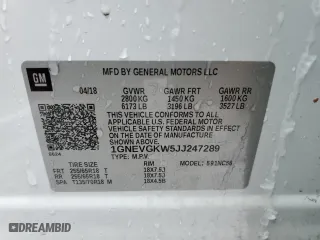 GM
MFD BY GENERAL MOTORS LLC
04/18
GVWR GAWR FRT GAWR RR
2800 KG 1450 KG 1600 KG
6173 LB 3196 LB 3527 LB
THIS VEHICLE CONFORMS TO ALL APPLICABLE
U.S. FEDERAL MOTOR VEHICLE SAFETY
STANDARDS IN EFFECT ON THE DATE OF
MANUFACTURE SHOWN ABOVE.
1GNEVGKW5JJ247289
TYPE: M.P.V.
TIRE SIZE RIM
FRT 255/65R18 T 18X7.5J
RR 255/65R18 T 18X7.5J
SPA T135/70R18 M 18X4.5B
DCDEALS.COM